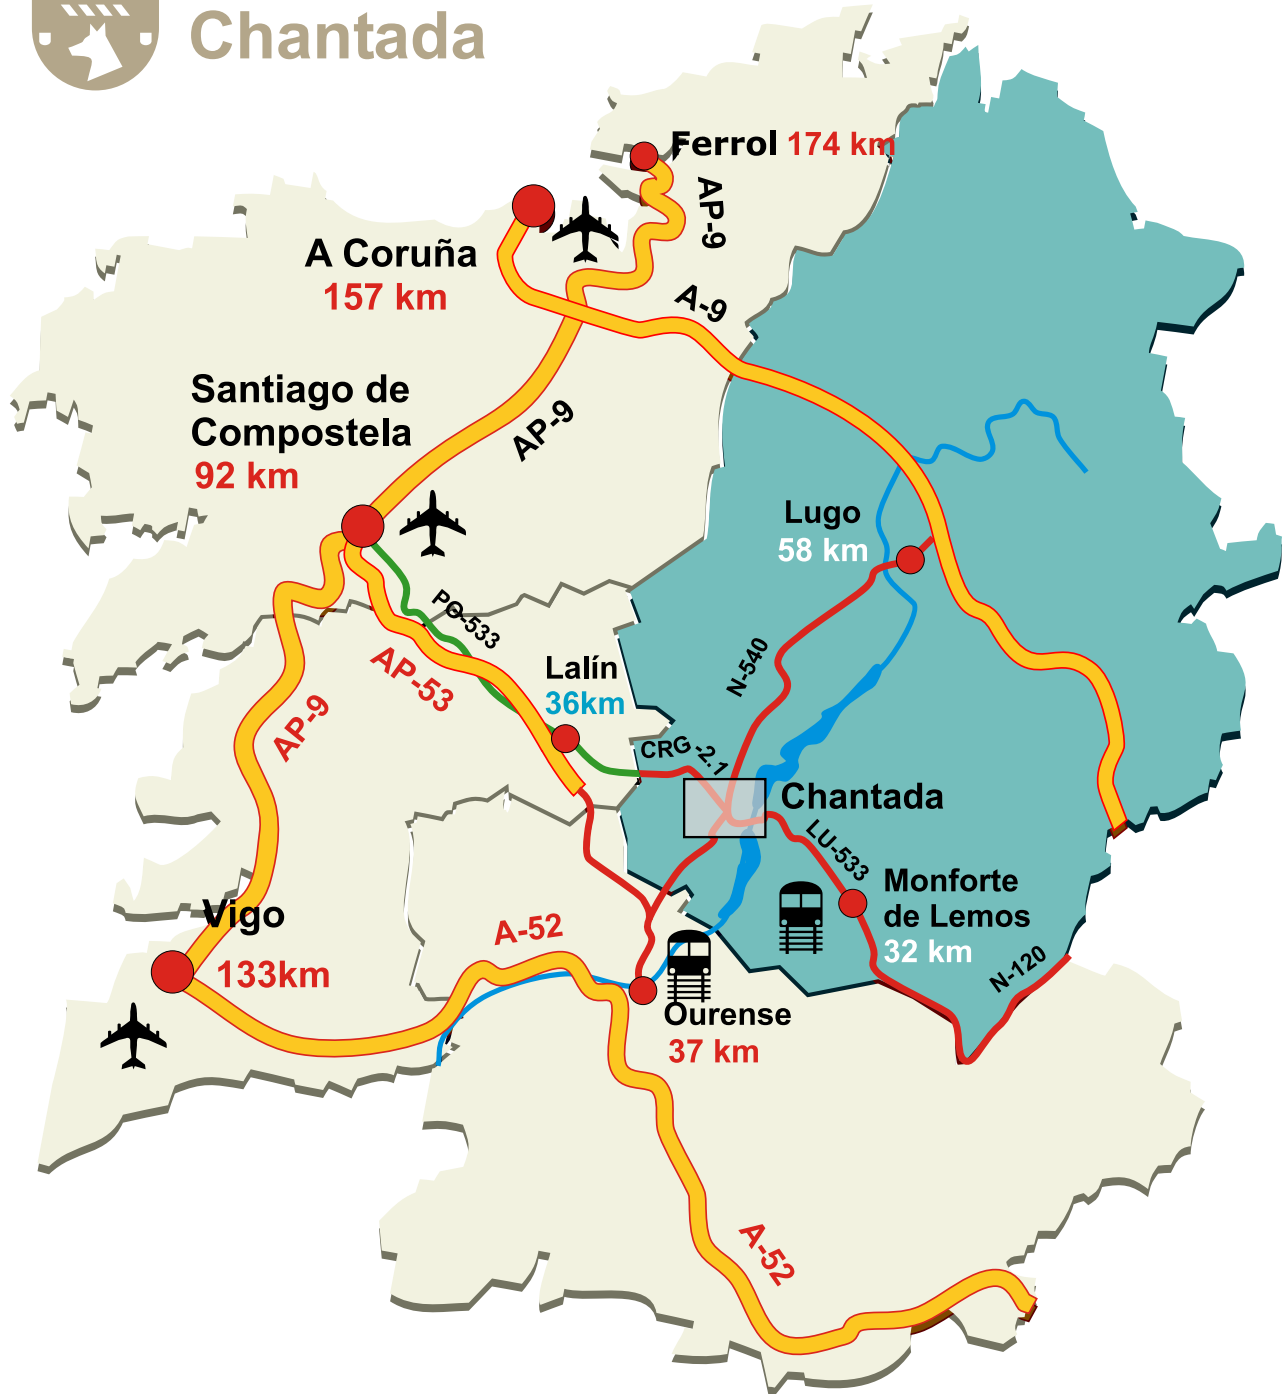 Chantada
Ferrol 174 km
AP-9
A Coruña
157 km
A-9
Santiago de
Compostela
92 km
AP-9
Lugo
58 km
PO-533
AP-53
Lalín
36km
N-540
AP-9
CRG -2.1
Chantada
LU-533
Monforte
de Lemos
32 km
Vigo
133km
A-52
N-120
Ourense
37 km
A-52